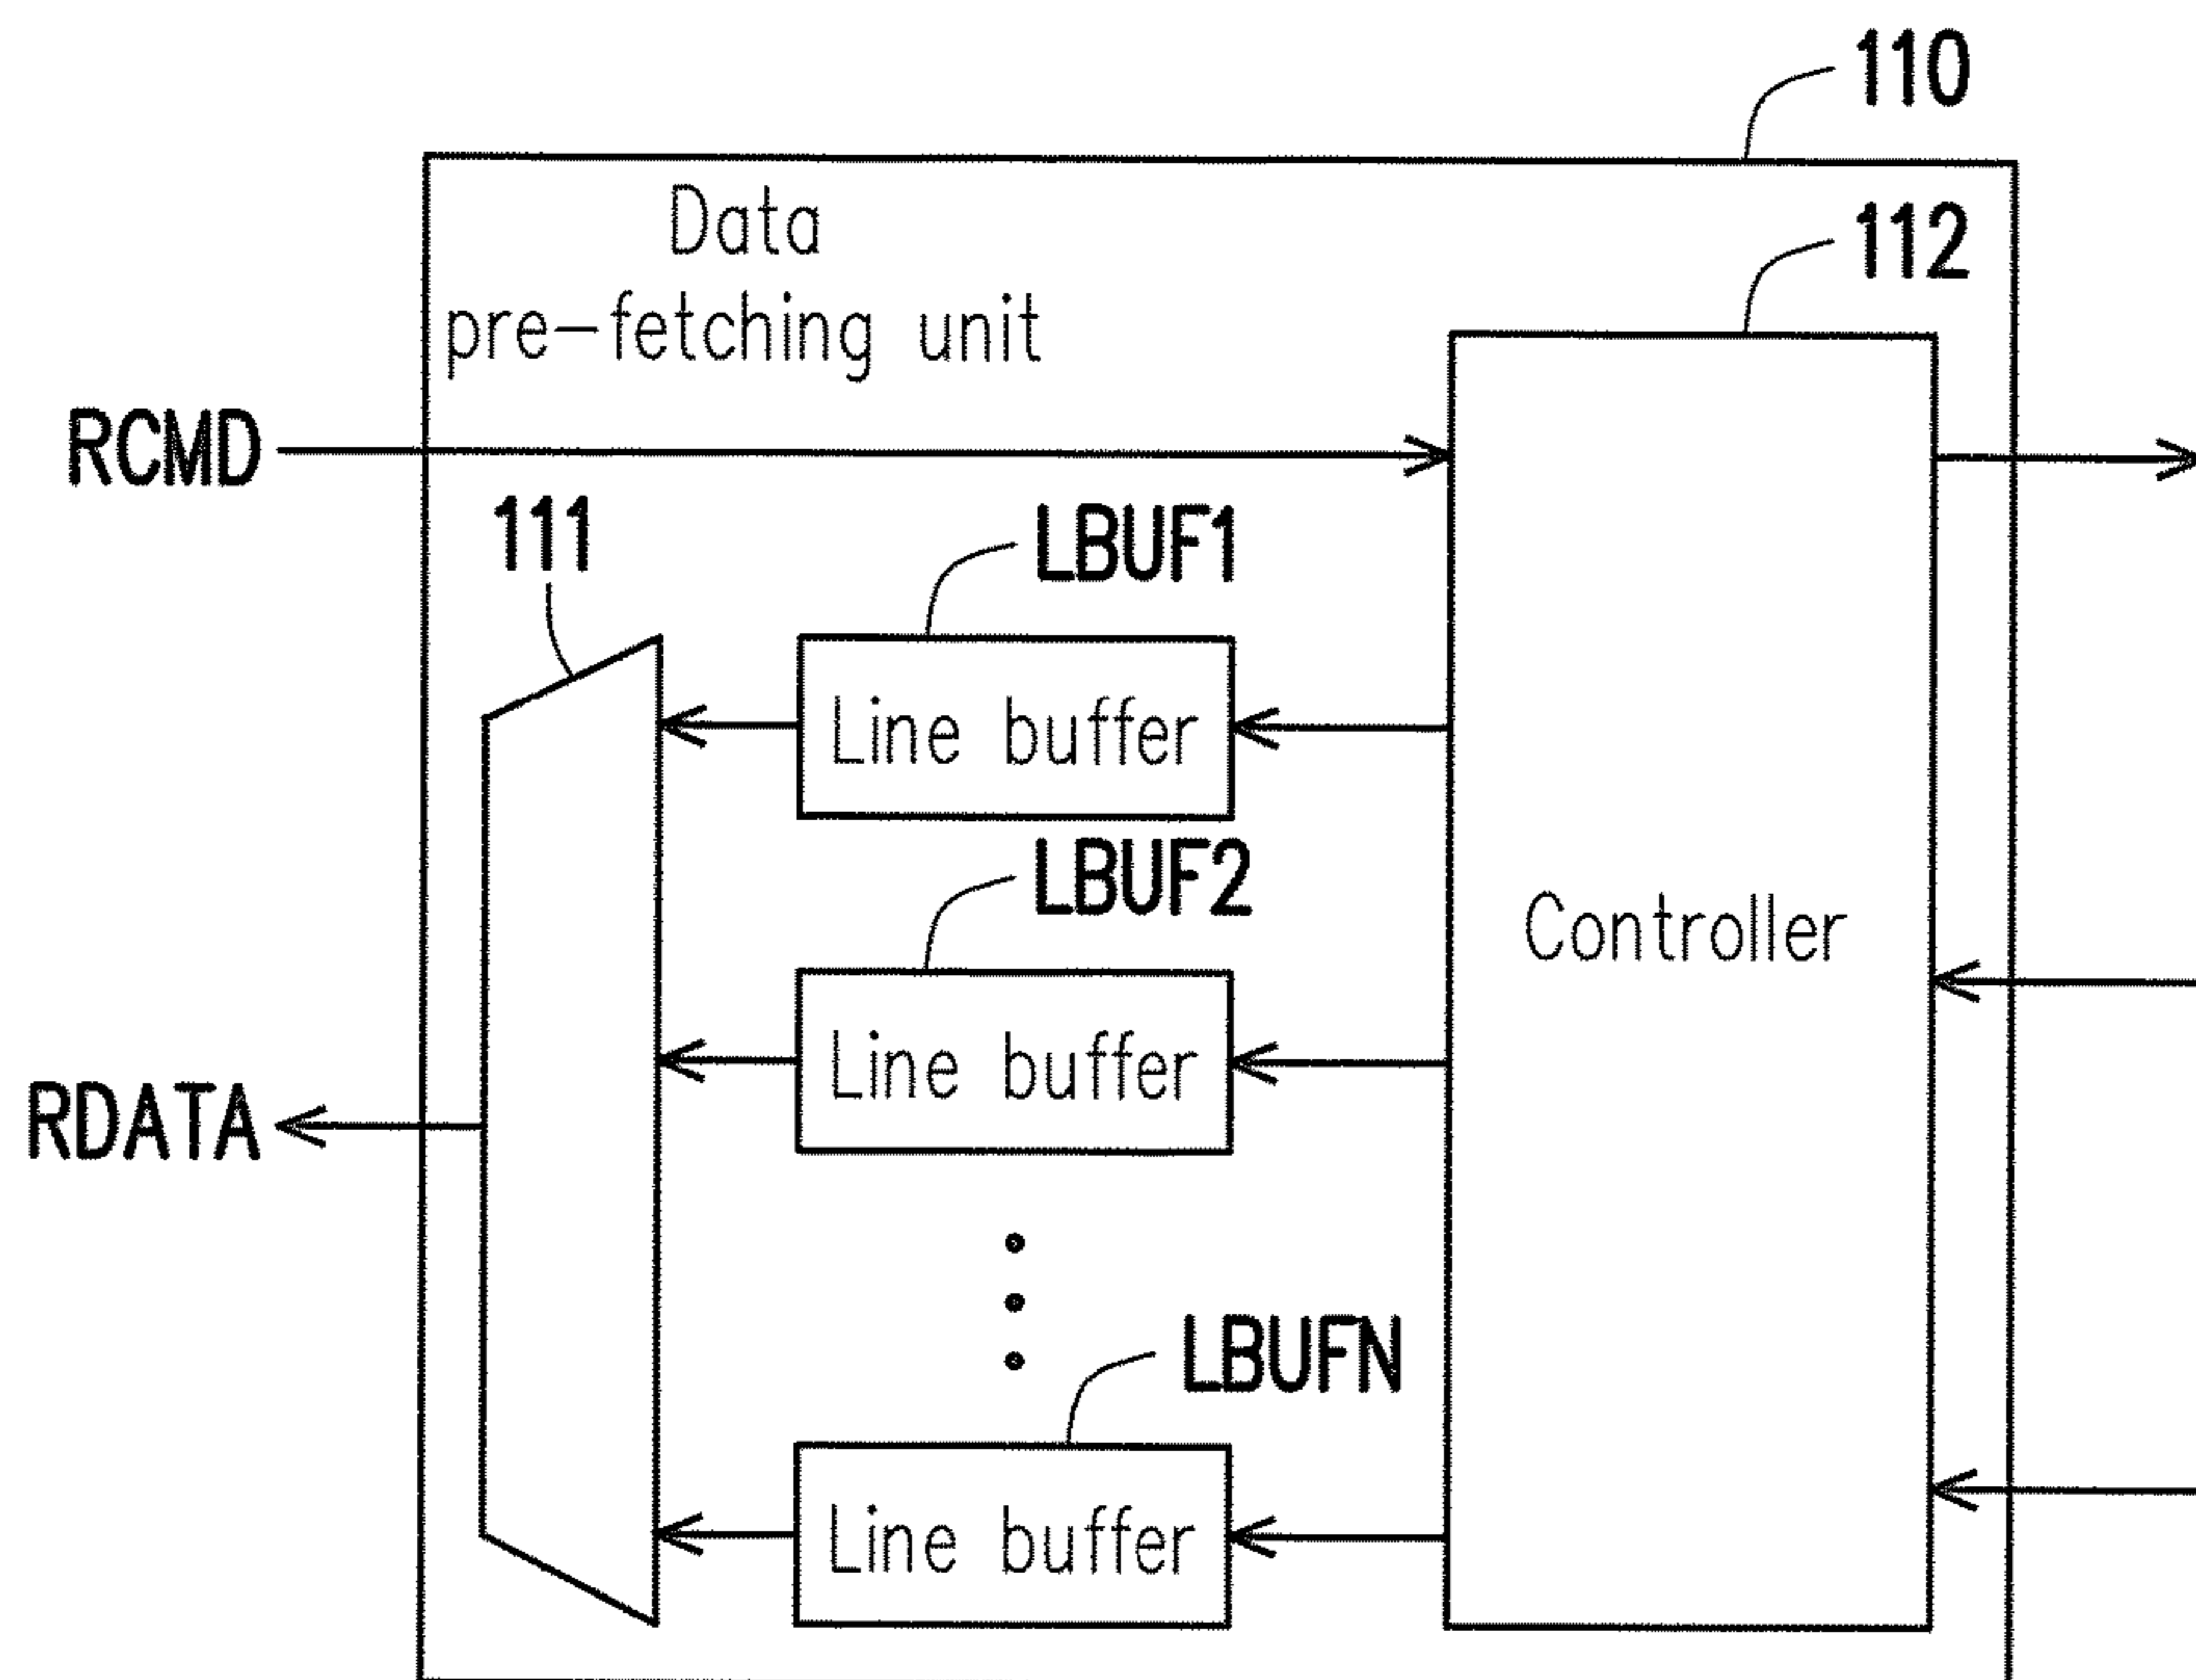 110
Data
pre-fetching unit
112
RCMD
111
LBUF1
Line buffer
LBUF2
Controller
Line buffer
RDATA
LBUFN
Line buffer